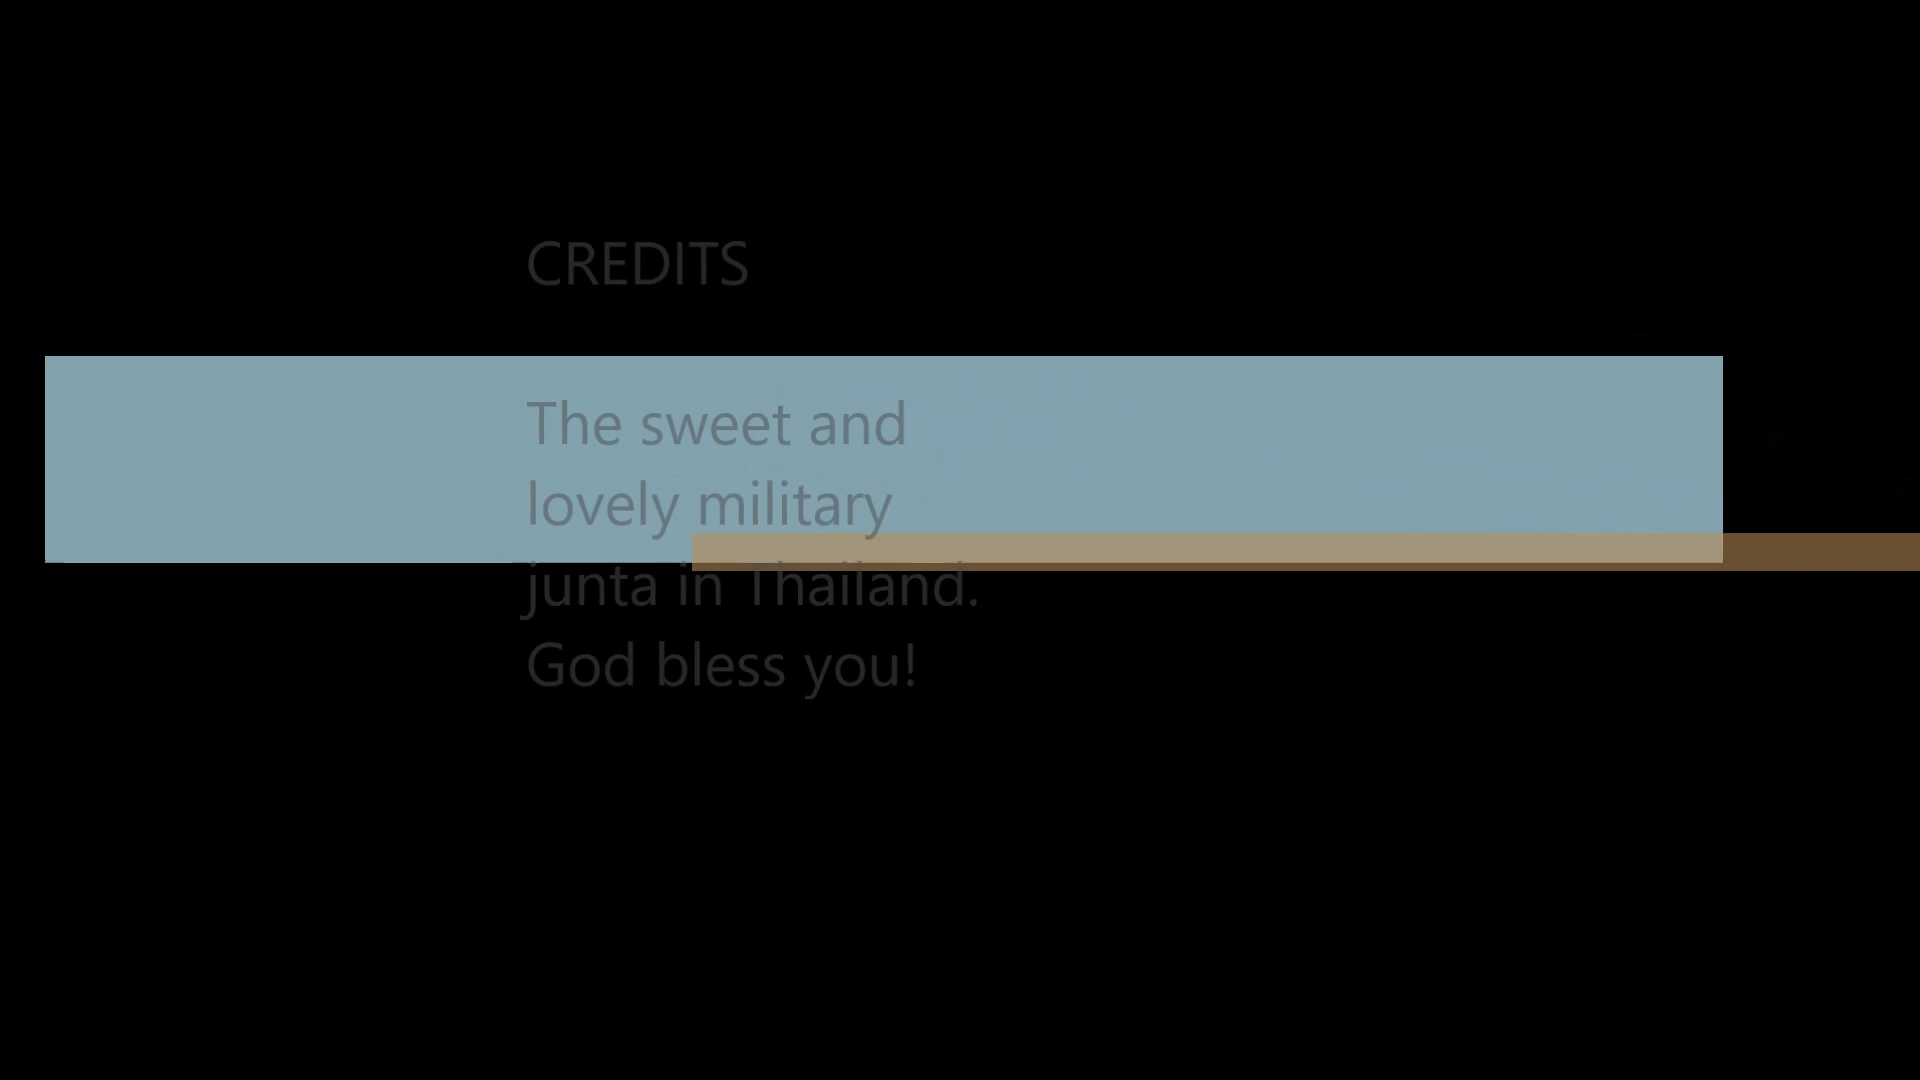 CREDITS
The sweet and
lovely military
junta in Thailand.
God bless you!